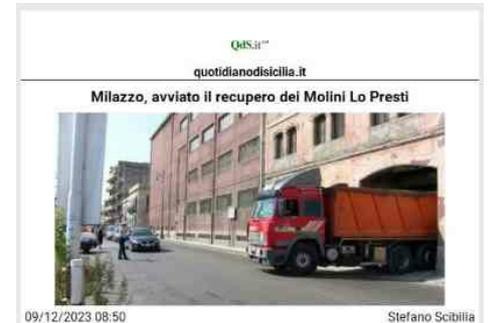 QdS.it
quotidianodisicilia.it
Milazzo, avviato il recupero dei Molini Lo Presti
09/12/2023 08:50
Stefano Scibilia